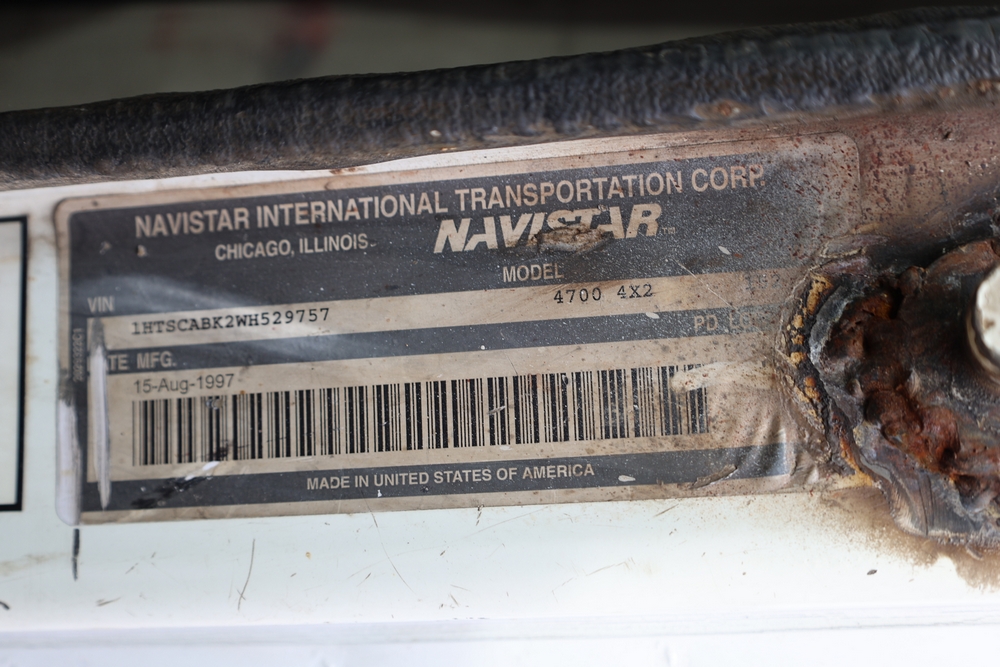 NAVISTAR INTERNATIONAL TRANSPORTATION CORP.
CHICAGO, ILLINOIS
NAVISTAR
MODEL
VIN
4700 4X2
1HTSCABK2WH529757
MFG.
15-Aug-1997
MADE IN UNITED STATES OF AMERICA